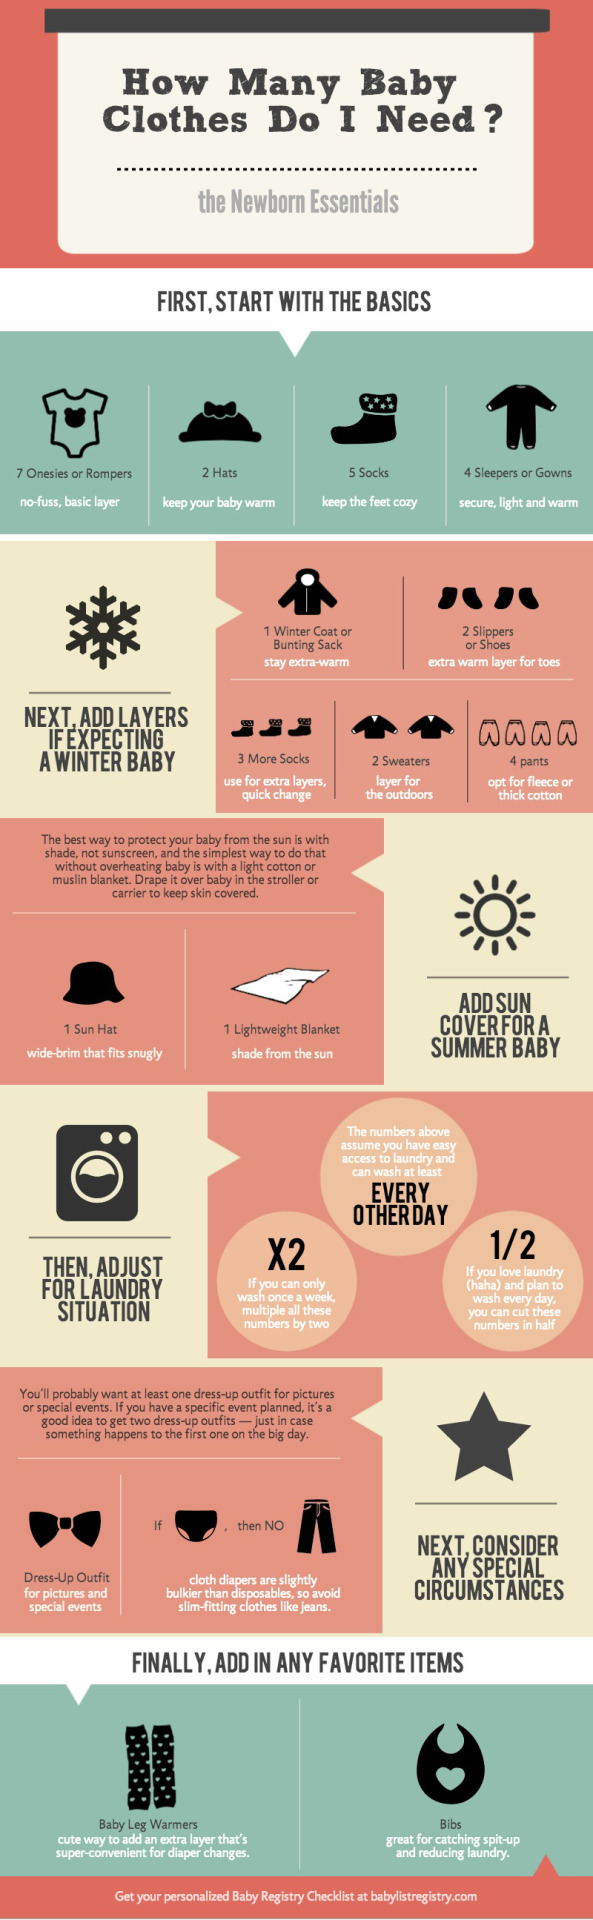 How Many Baby
Clothes Do I Need?
the Newborn Essentials
FIRST, START WITH THE BASICS
7 Onesies or Rompers
no-fuss, basic layer
2 Hats
keep your baby warm
5 Socks
keep the feet cozy
4 Sleepers or Gowns
secure, light and warm
NEXT, ADD LAYERS
IF EXPECTING
A WINTER BABY
1 Winter Coat or
Bunting Sack
stay extra-warm
2 Slippers
or Shoes
extra warm layer for toes
3 More Socks
use for extra layers,
quick change
2 Sweaters
layer for
the outdoors
4 pants
opt for fleece or
thick cotton
The best way to protect your baby from the sun is with
shade, not sunscreen, and the simplest way to do that
without overheating baby is with a light cotton or
muslin blanket. Drape it over baby in the stroller or
carrier to keep skin covered.
1 Sun Hat
wide-brim that fits snugly
1 Lightweight Blanket
shade from the sun
ADD SUN
COVER FOR A
SUMMER BABY
THEN, ADJUST
FOR LAUNDRY
SITUATION
The numbers above
assume you have easy
access to laundry and
can wash at least
EVERY
OTHER DAY
X2
If you can only
wash once a week,
multiple all these
numbers by two
1/2
If you love laundry
(haha) and plan to
wash every day,
you can cut these
numbers in half
You'll probably want at least one dress-up outfit for pictures
or special events. If you have a specific event planned, it's a
good idea to get two dress-up outfits — just in case
something happens to the first one on the big day.
Dress-Up Outfit
for pictures and
special events
If , then NO
cloth diapers are slightly
bulkier than disposables, so avoid
slim-fitting clothes like jeans.
NEXT, CONSIDER
ANY SPECIAL
CIRCUMSTANCES
FINALLY, ADD IN ANY FAVORITE ITEMS
Baby Leg Warmers
cute way to add an extra layer that's
super-convenient for diaper changes.
Bibs
great for catching spit-up
and reducing laundry.
Get your personalized Baby Registry Checklist at babylistregistry.com